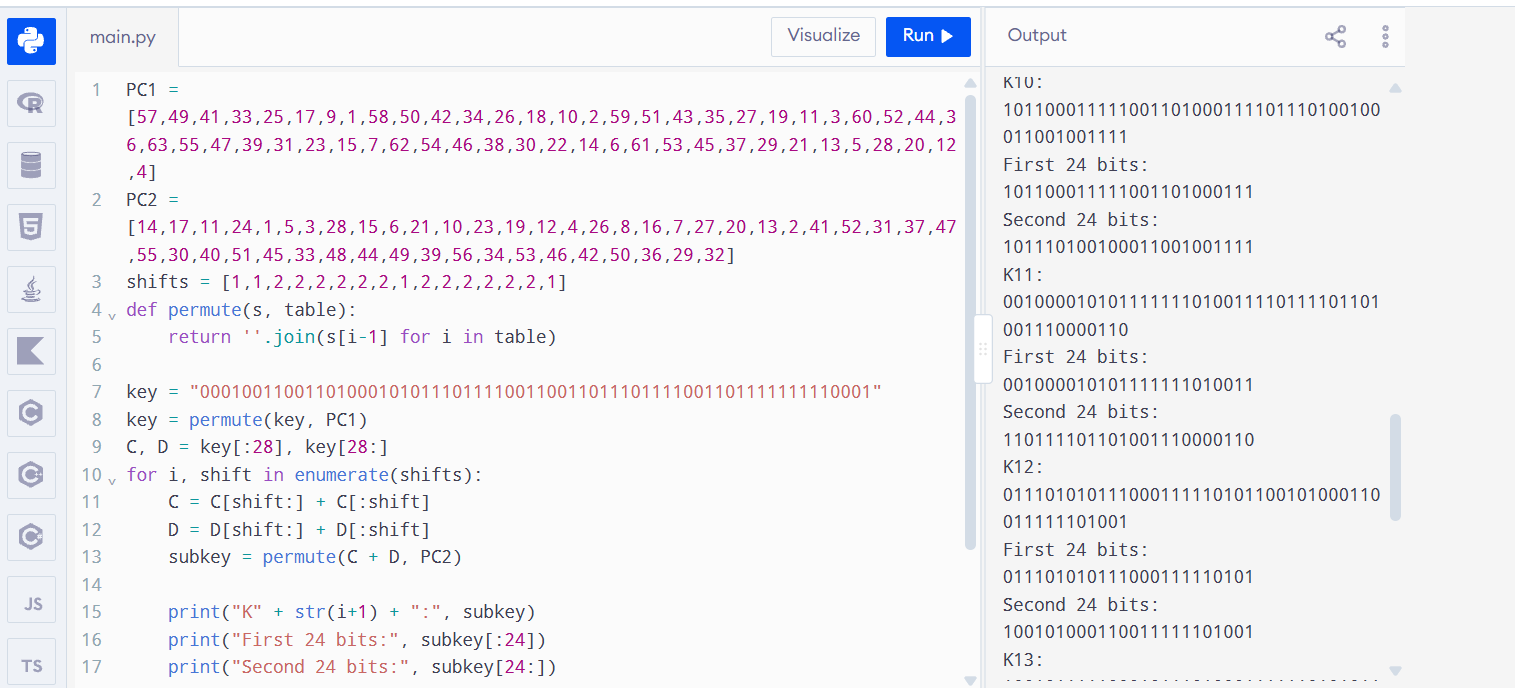 main.py
Visualize
Run
Output
1 PC1 =
[57,49,41,33,25,17,9,1,58,50,42,34,26,18,10,2,59,51,43,35,27,19,11,3,60,52,44,3
6,63,55,47,39,31,23,15,7,62,54,46,38,30,22,14,6,61,53,45,37,29,21,13,5,28,20,12
,4]
2 PC2 =
[14,17,11,24,1,5,3,28,15,6,21,10,23,19,12,4,26,8,16,7,27,20,13,2,41,52,31,37,47
,55,30,40,51,45,33,48,44,49,39,56,34,53,46,42,50,36,29,32]
3 shifts = [1,1,2,2,2,2,2,2,1,2,2,2,2,2,2,1]
4 def permute(s, table):
5 return ''.join(s[i-1] for i in table)
6
7 key = "0001001100110100010101110111100110011011101111001101111111110001"
8 key = permute(key, PC1)
9 C, D = key[:28], key[28:]
10 for i, shift in enumerate(shifts):
11 C = C[shift:] + C[:shift]
12 D = D[shift:] + D[:shift]
13 subkey = permute(C + D, PC2)
14
15 print("K" + str(i+1) + ":", subkey)
16 print("First 24 bits:", subkey[:24])
17 print("Second 24 bits:", subkey[24:])
K10:
101100011111001101000111101110100100
011001001111
First 24 bits:
101100011111001101000111
Second 24 bits:
101110100100011001001111
K11:
001000010101111111010011110111101101
001110000110
First 24 bits:
001000010101111111010011
Second 24 bits:
110111101101001110000110
K12:
011101010111000111110101100101000110
011111101001
First 24 bits:
011101010111000111110101
Second 24 bits:
100101000110011111101001
K13:
R
5
C
C
JS
TS